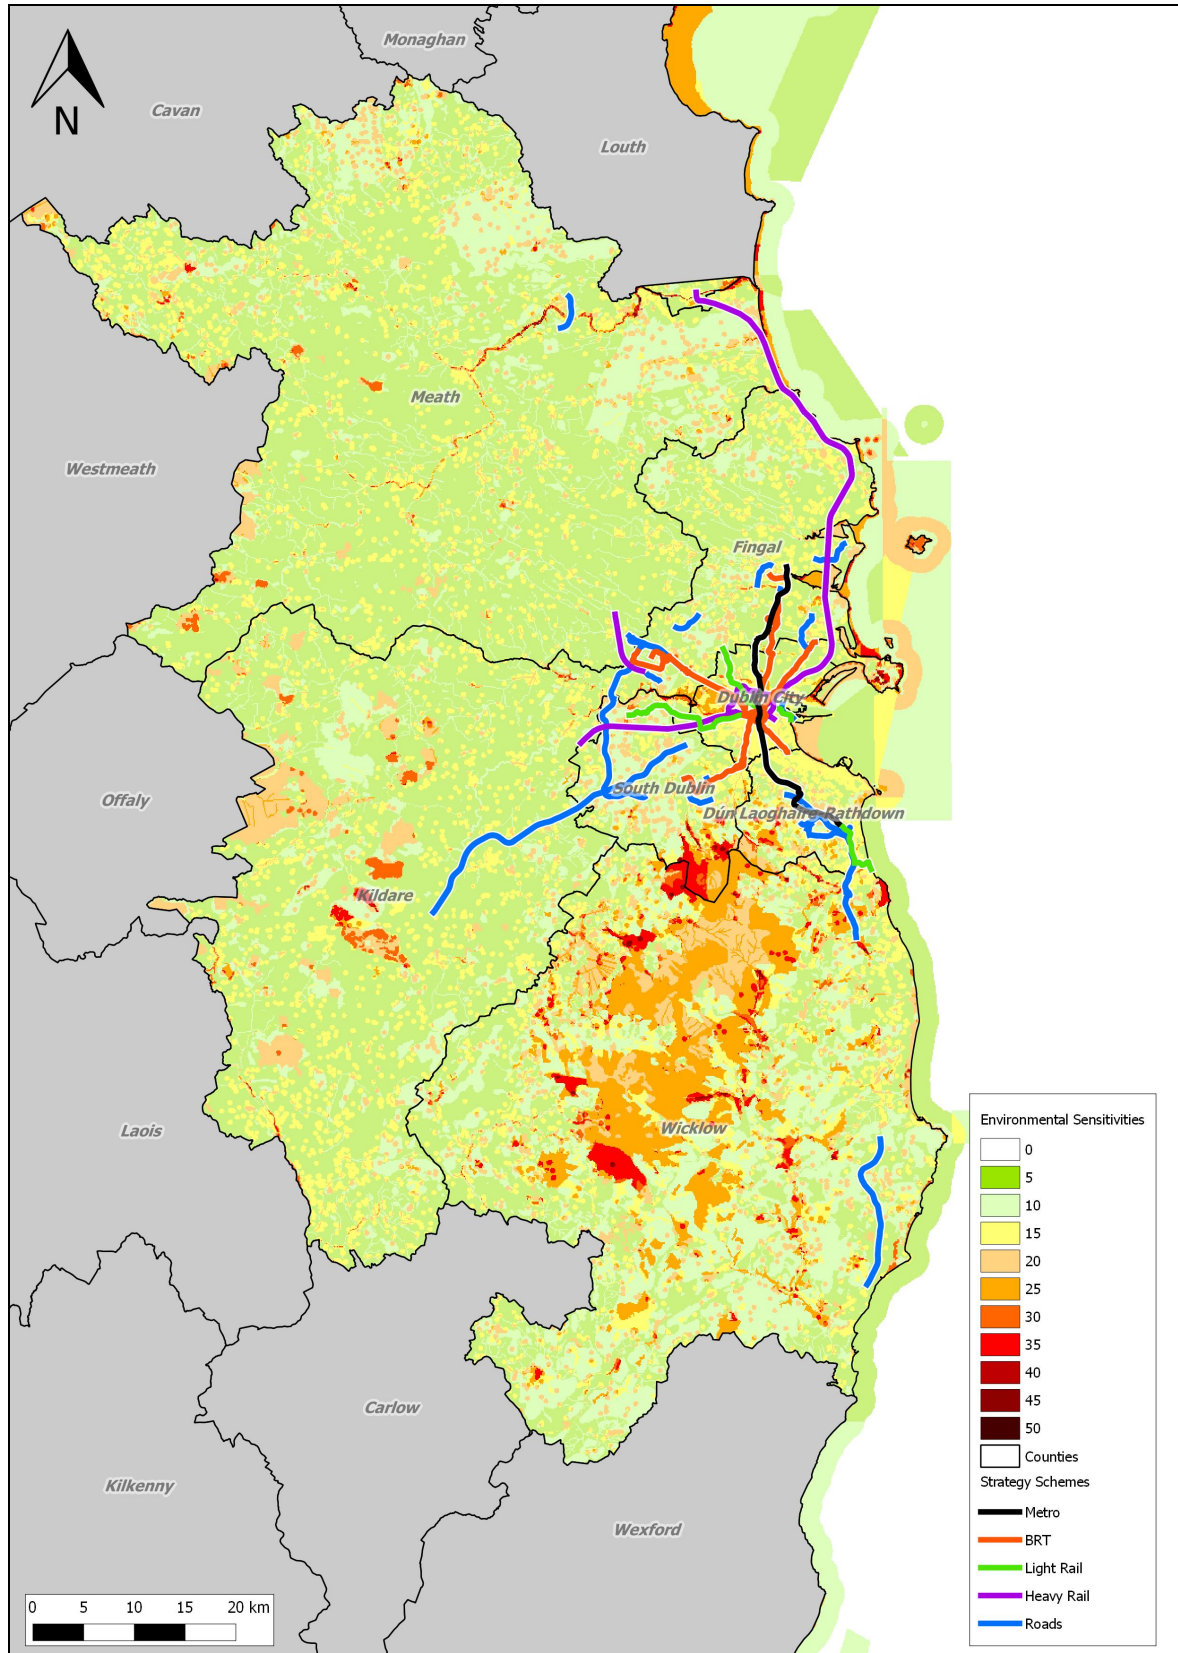 Monaghan
Cavan
N
Louth
Meath
Westmeath
Fingal
Dublin City
Offaly
South Dublin
Dún Laoghaire-Rathdown
Kildare
Laois
Wicklow
Carlow
Kilkenny
Wexford
Environmental Sensitivities
0
5
10
15
20
25
30
35
40
45
50
Counties
Strategy Schemes
Metro
BRT
Light Rail
Heavy Rail
Roads
0 5 10 15 20 km